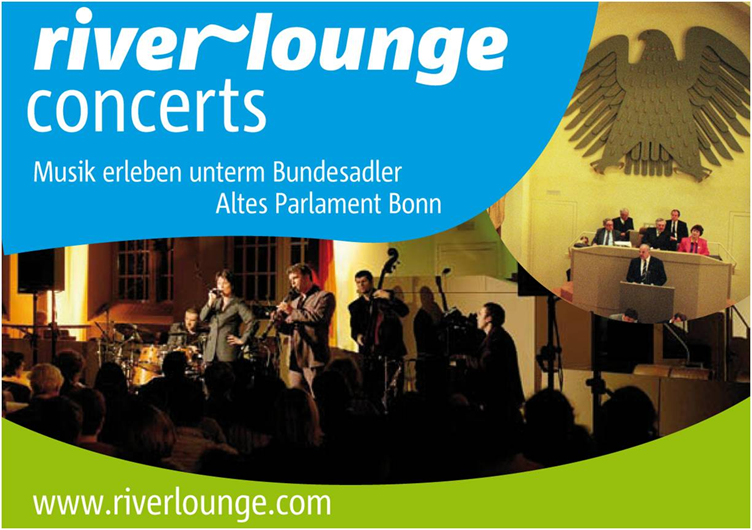 river~lounge
concerts
Musik erleben unterm Bundesadler
Altes Parlament Bonn
www.riverlounge.com